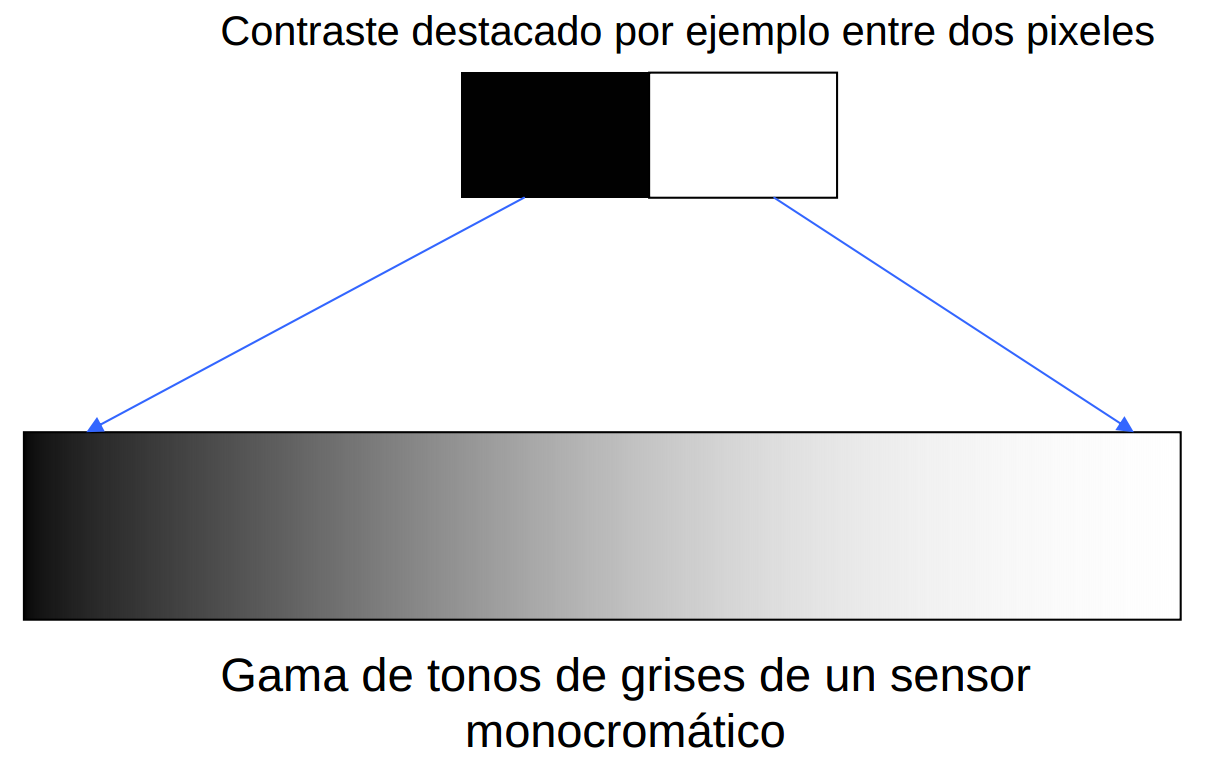 Contraste destacado por ejemplo entre dos pixeles
Gama de tonos de grises de un sensor
monocromático